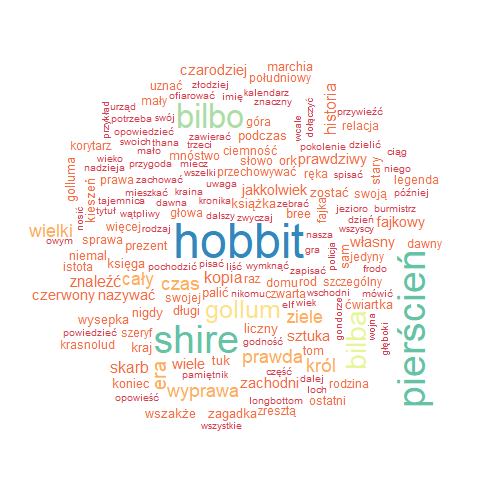 marchia
czarodziej
południowy
uznać
złodziej
ofiarować imię
kalendarz
mały
znaczny
urząd
przykład
bilbo
potrzeba swój
góra
wcale
dołączyć
historia
przywieźć
opowiedzieć
zawierać
podczas
relacja
korytarz
swoich thana
trzeci
ciemność
pokolenie dzielić
mało
słowo ork
prawdziwy
ciąg
wieko
mnóstwo
stary
niego
nadzieja
przygoda miecz
wszelki
przechowywać
ręka spisać
golluma
kieszeń
prawa zachować
uwaga
legenda
mieszkać kraina
jakkolwiek
zostać swoją
później
tajemnica dawna
kronika
książka zebrać
fajka
jezioro burmistrz
nosić
tytuł
wątpliwy
głowa
dalszy zwyczaj
bree
dzień
fajkowy
wielki
więcej rodzaj
hobbit
nasza
wszyscy
owym
sprawa
prezent
gra
policja
sam
własny
dawny
niemal
jedyny
istota
księga
pochodzić
pisać liść
wymknąć
frodo
pierścień
znaleźć
cały
czas
kopia raz
zapisać
domu rod
szczególny
czerwony nazywać
swojej
palić
nikomu czwarta wschodni
mówić
elf wiek
ćwiartka
wysepka
nigdy
długi
gollum
ziele
gondorze
wojna
głęboki
powiedzieć
szeryf
shire
liczny
godność
sztuka
bilba
krasnolud
kraj
prawda
tom
skarb
era
wiele
tuk
część
król
koniec
pamiętnik
zachodni
dalej
rodzina
opowieść
wyprawa
loch
longbottom
ostatni
wszakże
zagadka
zresztą
wszystkie